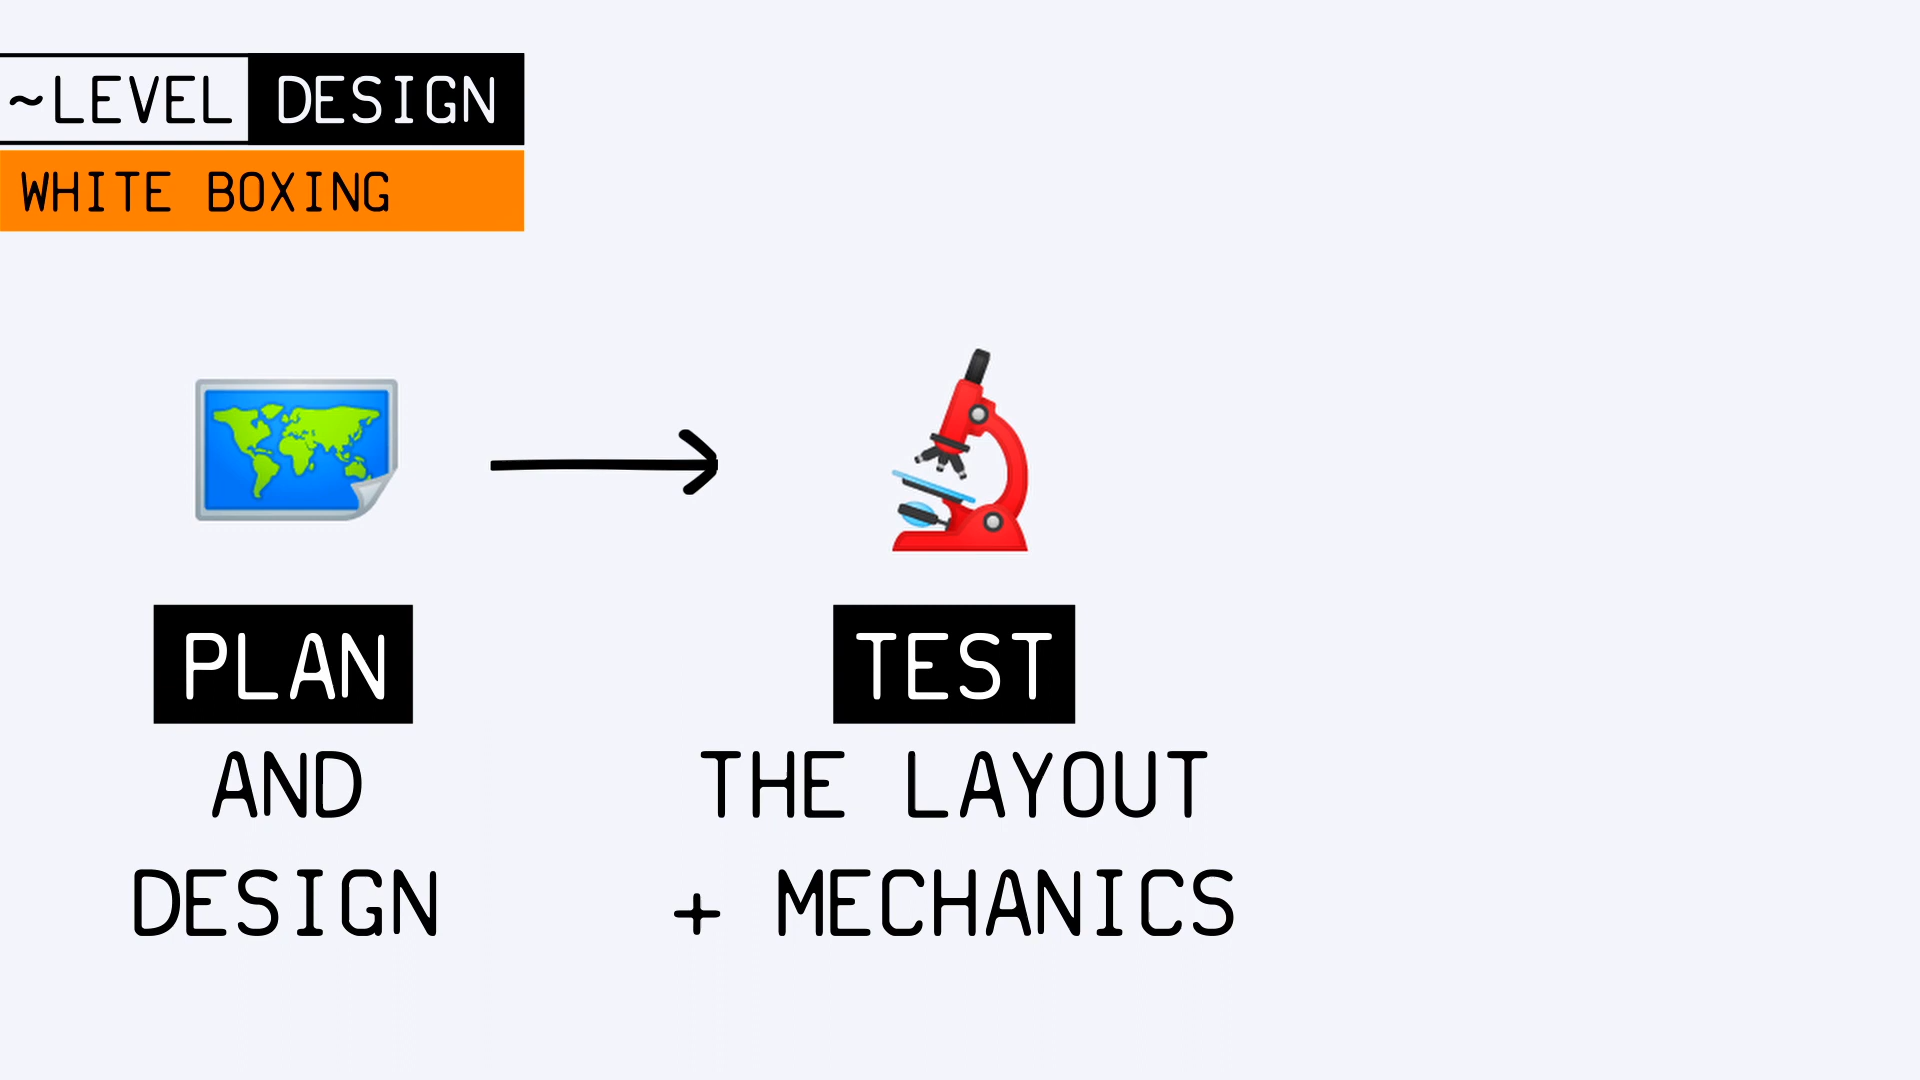 ~LEVEL DESIGN
WHITE BOXING
PLAN
AND
DESIGN
TEST
THE LAYOUT
+ MECHANICS